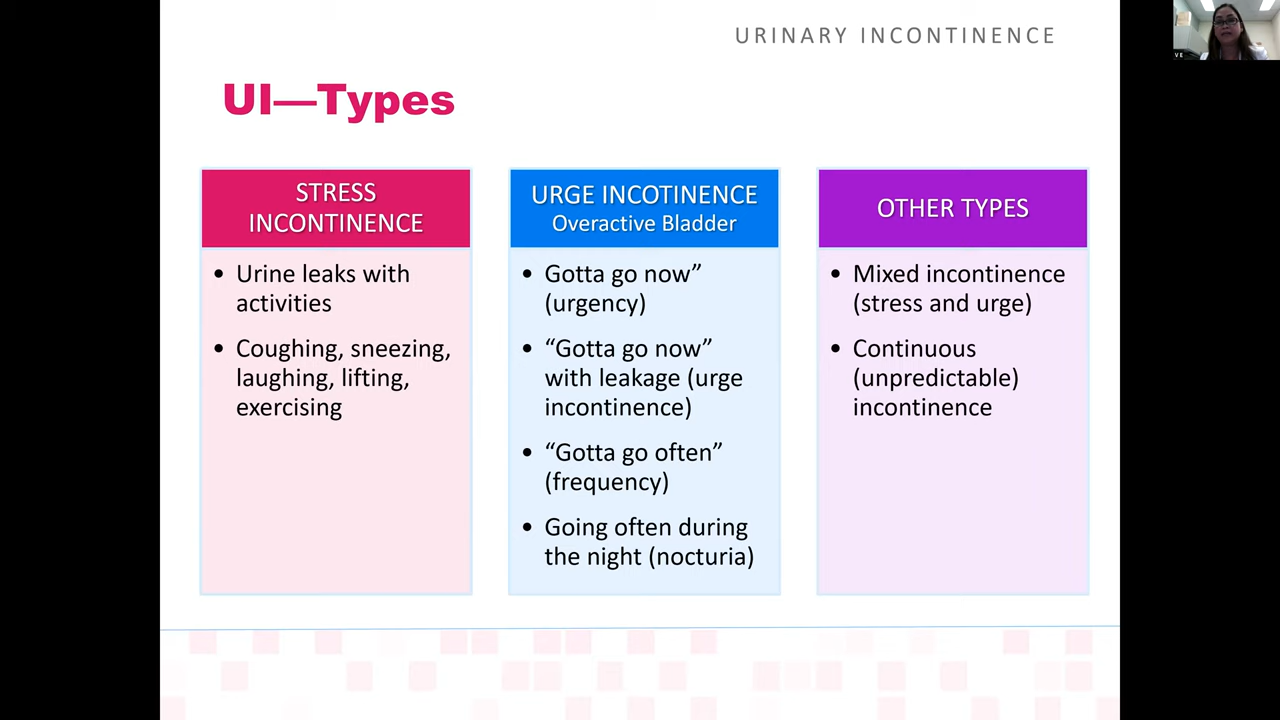 URINARY INCONTINENCE
UI—Types
STRESS
INCONTINENCE
• Urine leaks with
activities
• Coughing, sneezing,
laughing, lifting,
exercising
URGE INCOTINENCE
Overactive Bladder
• Gotta go now”
(urgency)
• “Gotta go now”
with leakage (urge
incontinence)
• “Gotta go often”
(frequency)
• Going often during
the night (nocturia)
OTHER TYPES
• Mixed incontinence
(stress and urge)
• Continuous
(unpredictable)
incontinence